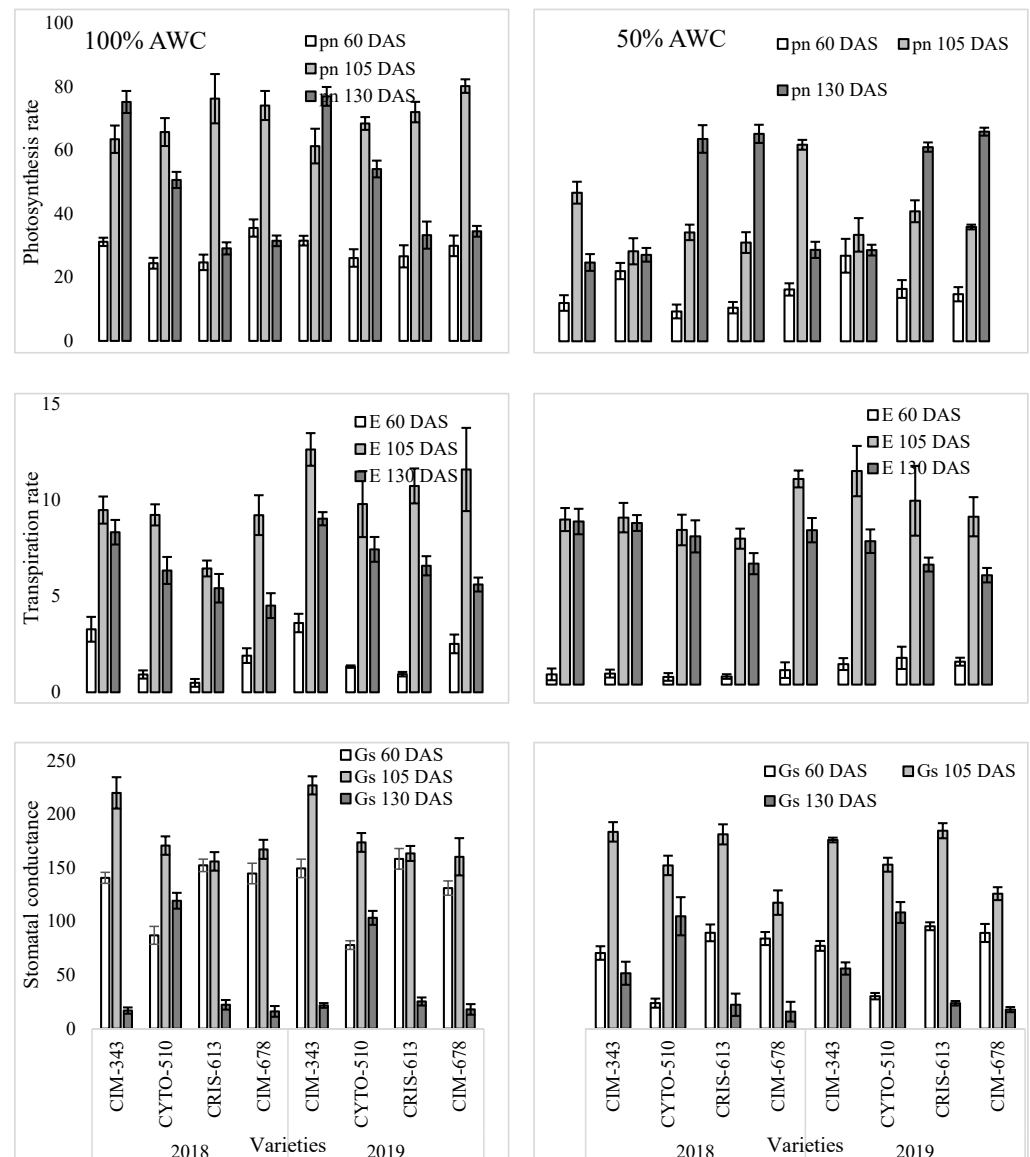 100% AWC
pn 60 DAS
pn 105 DAS
pn 130 DAS
Photosynthesis rate
100
80
60
40
20
0
50% AWC
pn 60 DAS pn 105 DAS
pn 130 DAS
E 60 DAS
E 105 DAS
E 130 DAS
Transpiration rate
15
10
5
0
E 60 DAS
E 105 DAS
E 130 DAS
Gs 60 DAS
Gs 105 DAS
Gs 130 DAS
Stomatal conductance
250
200
150
100
50
0
CIM-343
CYTO-510
CRIS-613
CIM-678
CIM-343
CYTO-510
CRIS-613
CIM-678
2018 2019
Varieties
Gs 60 DAS Gs 105 DAS
Gs 130 DAS
CIM-343
CYTO-510
CRIS-613
CIM-678
CIM-343
CYTO-510
CRIS-613
CIM-678
2018 2019
Varieties